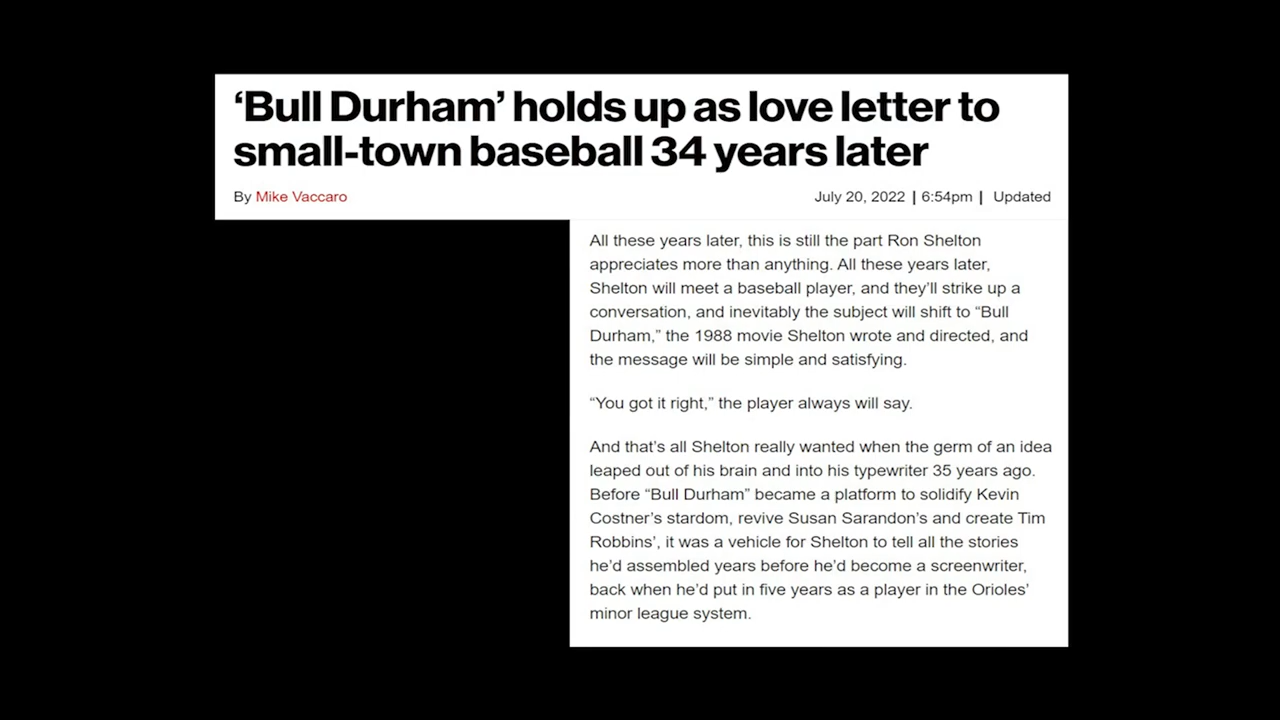 ‘Bull Durham’ holds up as love letter to
small-town baseball 34 years later
By Mike Vaccaro July 20, 2022 | 6:54pm | Updated
All these years later, this is still the part Ron Shelton
appreciates more than anything. All these years later,
Shelton will meet a baseball player, and they’ll strike up a
conversation, and inevitably the subject will shift to “Bull
Durham,” the 1988 movie Shelton wrote and directed, and
the message will be simple and satisfying.
“You got it right,” the player always will say.
And that’s all Shelton really wanted when the germ of an idea
leaped out of his brain and into his typewriter 35 years ago.
Before “Bull Durham” became a platform to solidify Kevin
Costner’s stardom, revive Susan Sarandon’s and create Tim
Robbins’, it was a vehicle for Shelton to tell all the stories
he’d assembled years before he’d become a screenwriter,
back when he’d put in five years as a player in the Orioles’
minor league system.